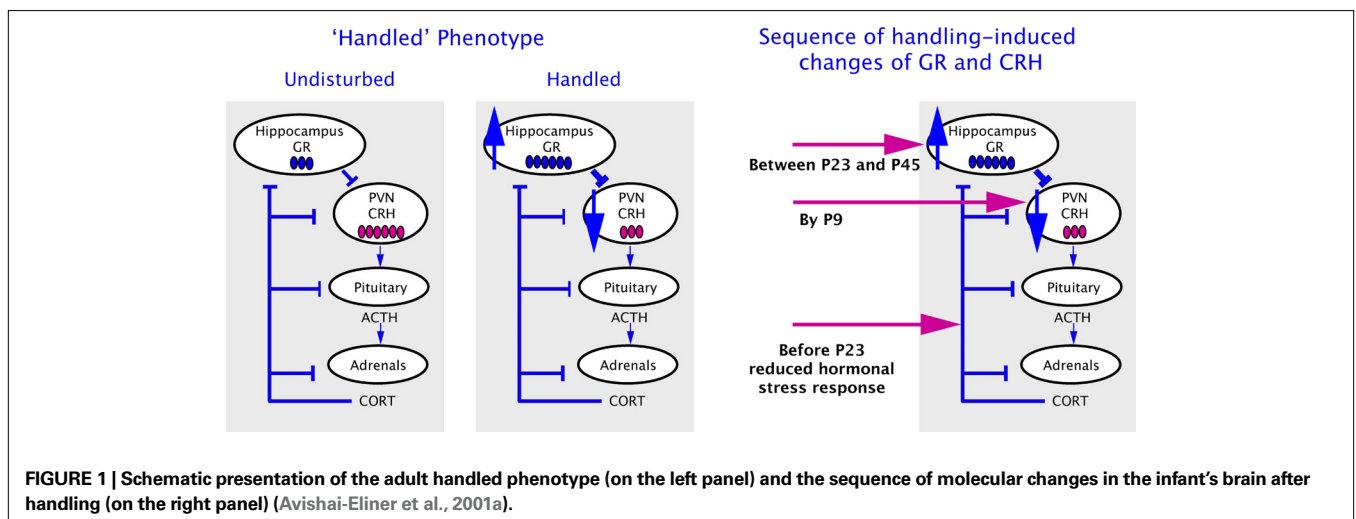 'Handled' Phenotype
Undisturbed
Handled
Hippocampus
GR
PVN
CRH
Pituitary
ACTH
Adrenals
CORT
Hippocampus
GR
PVN
CRH
Pituitary
ACTH
Adrenals
CORT
Sequence of handling-induced
changes of GR and CRH
Between P23 and P45
By P9
Before P23
reduced hormonal
stress response
Hippocampus
GR
PVN
CRH
Pituitary
ACTH
Adrenals
CORT
FIGURE 1 | Schematic presentation of the adult handled phenotype (on the left panel) and the sequence of molecular changes in the infant's brain after
handling (on the right panel) (Avishai-Eliner et al., 2001a).